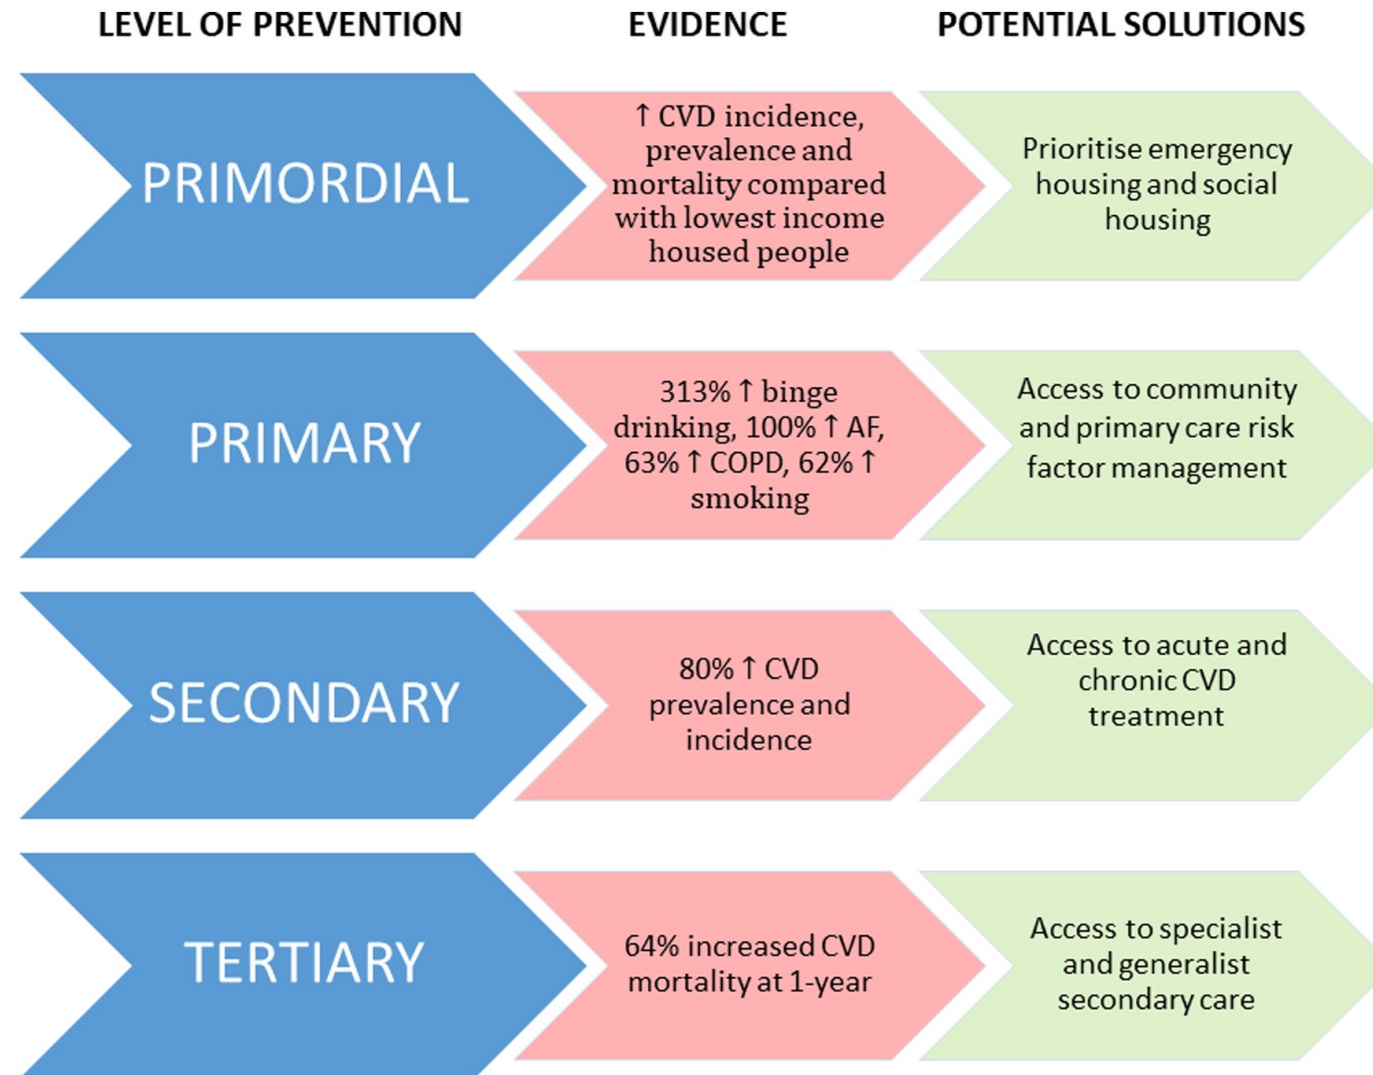 LEVEL OF PREVENTION
EVIDENCE
POTENTIAL SOLUTIONS
PRIMORDIAL
↑ CVD incidence,
prevalence and
mortality compared
with lowest income
housed people
Prioritise emergency
housing and social
housing
PRIMARY
313% ↑ binge
drinking, 100% ↑ AF,
63% ↑ COPD, 62% ↑
smoking
Access to community
and primary care risk
factor management
SECONDARY
80% ↑ CVD
prevalence and
incidence
Access to acute and
chronic CVD
treatment
TERTIARY
64% increased CVD
mortality at 1-year
Access to specialist
and generalist
secondary care